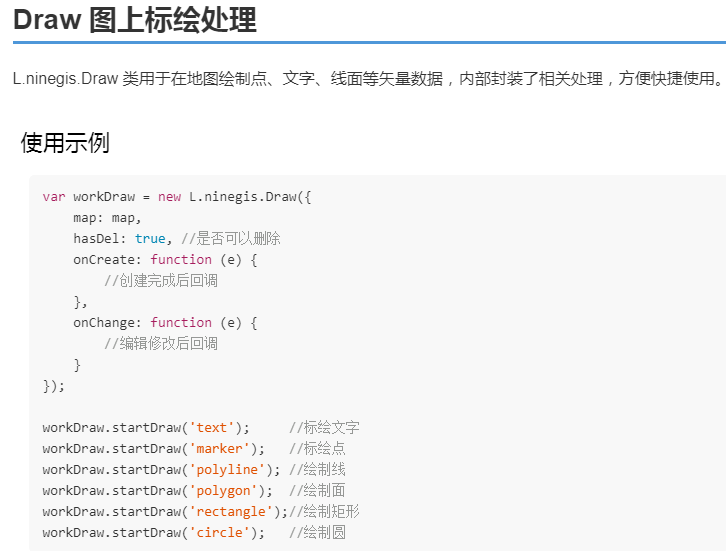 Draw 图上标绘处理
L.ninegis.Draw 类用于在地图绘制点、文字、线面等矢量数据，内部封装了相关处理，方便快捷使用。
使用示例
var workDraw = new L.ninegis.Draw({
    map: map,
    hasDel: true, //是否可以删除
    onCreate: function (e) {
        //创建完成后回调
    },
    onChange: function (e) {
        //编辑修改后回调
    }
});
workDraw.startDraw('text');     //标绘文字
workDraw.startDraw('marker');   //标绘点
workDraw.startDraw('polyline'); //绘制线
workDraw.startDraw('polygon');  //绘制面
workDraw.startDraw('rectangle');//绘制矩形
workDraw.startDraw('circle');   //绘制圆